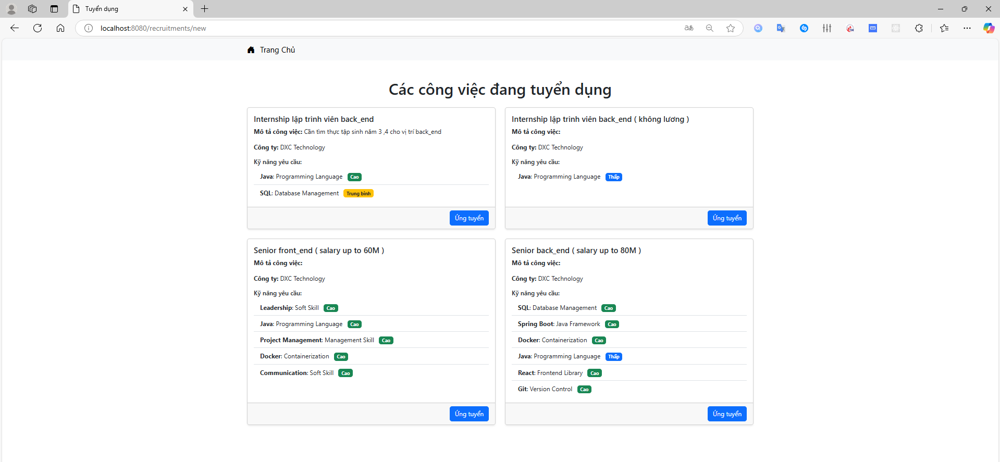 Tuyển dụng
localhost:8080/recruitments/new
Trang Chủ
Các công việc đang tuyển dụng
Internship lập trình viên back_end
Mô tả công việc: Cần tìm thực tập sinh năm 3 ,4 cho vị trí back_end
Công ty: DXC Technology
Kỹ năng yêu cầu:
Java: Programming Language Cao
SQL: Database Management Trung bình
Ứng tuyển
Internship lập trình viên back_end ( không lương )
Mô tả công việc:
Công ty: DXC Technology
Kỹ năng yêu cầu:
Java: Programming Language Thấp
Ứng tuyển
Senior front_end ( salary up to 60M )
Mô tả công việc:
Công ty: DXC Technology
Kỹ năng yêu cầu:
Leadership: Soft Skill Cao
Java: Programming Language Cao
Project Management: Management Skill Cao
Docker: Containerization Cao
Communication: Soft Skill Cao
Ứng tuyển
Senior back_end ( salary up to 80M )
Mô tả công việc:
Công ty: DXC Technology
Kỹ năng yêu cầu:
SQL: Database Management Cao
Spring Boot: Java Framework Cao
Docker: Containerization Cao
Java: Programming Language Thấp
React: Frontend Library Cao
Git: Version Control Cao
Ứng tuyển